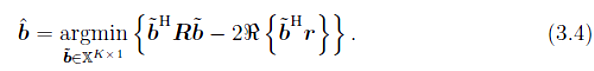 b̂ = argmin_{b̃∈𝕏^{K×1}} { b̃^H R b̃ − 2ℜ { b̃^H r } } . (3.4)